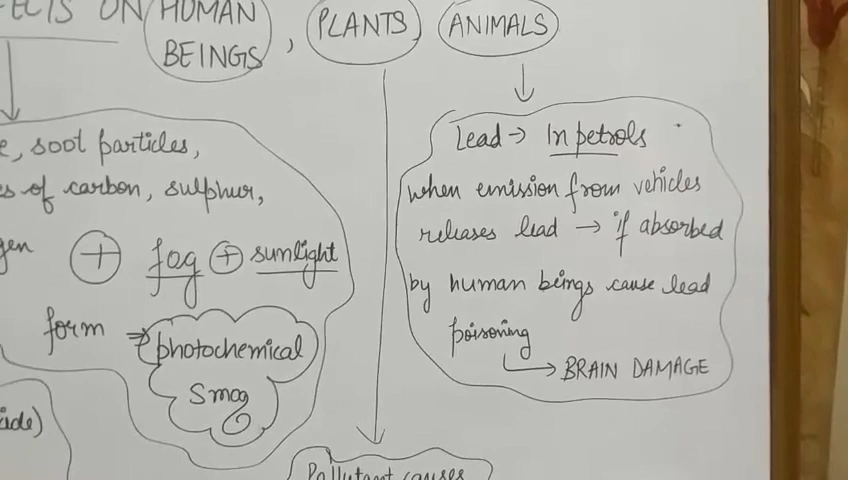 ON HUMAN BEINGS, PLANTS ANIMALS
soot particles,
of carbon, sulphur,
+ fog + sunlight
form → photochemical
Smog
Lead → In petrols
when emission from vehicles
releases lead → if absorbed
by human beings cause lead
poisoning
→ BRAIN DAMAGE
Pollutant causes